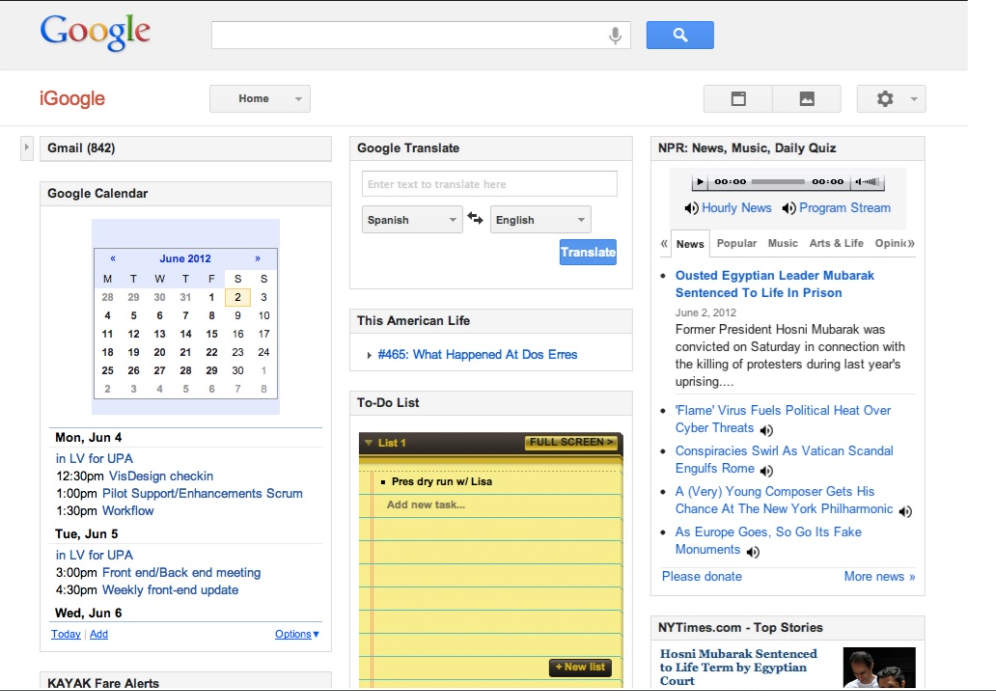 Google
iGoogle
Home
Gmail (842)
Google Calendar
« June 2012 »
M T W T F S S
28 29 30 31 1 2 3
4 5 6 7 8 9 10
11 12 13 14 15 16 17
18 19 20 21 22 23 24
25 26 27 28 29 30 1
2 3 4 5 6 7 8
Mon, Jun 4
in LV for UPA
12:30pm VisDesign checkin
1:00pm Pilot Support/Enhancements Scrum
1:30pm Workflow
Tue, Jun 5
in LV for UPA
3:00pm Front end/Back end meeting
4:30pm Weekly front-end update
Wed, Jun 6
Today | Add Options▼
KAYAK Fare Alerts
Google Translate
Enter text to translate here
Spanish English
Translate
This American Life
#465: What Happened At Dos Erres
To-Do List
List 1 FULL SCREEN >
Pres dry run w/ Lisa
Add new task...
+ New list
NPR: News, Music, Daily Quiz
00:00 00:00
Hourly News Program Stream
« News Popular Music Arts & Life Opinic»
Ousted Egyptian Leader Mubarak
Sentenced To Life In Prison
June 2, 2012
Former President Hosni Mubarak was
convicted on Saturday in connection with
the killing of protesters during last year's
uprising....
'Flame' Virus Fuels Political Heat Over
Cyber Threats
Conspiracies Swirl As Vatican Scandal
Engulfs Rome
A (Very) Young Composer Gets His
Chance At The New York Philharmonic
As Europe Goes, So Go Its Fake
Monuments
Please donate More news »
NYTimes.com - Top Stories
Hosni Mubarak Sentenced
to Life Term by Egyptian
Court